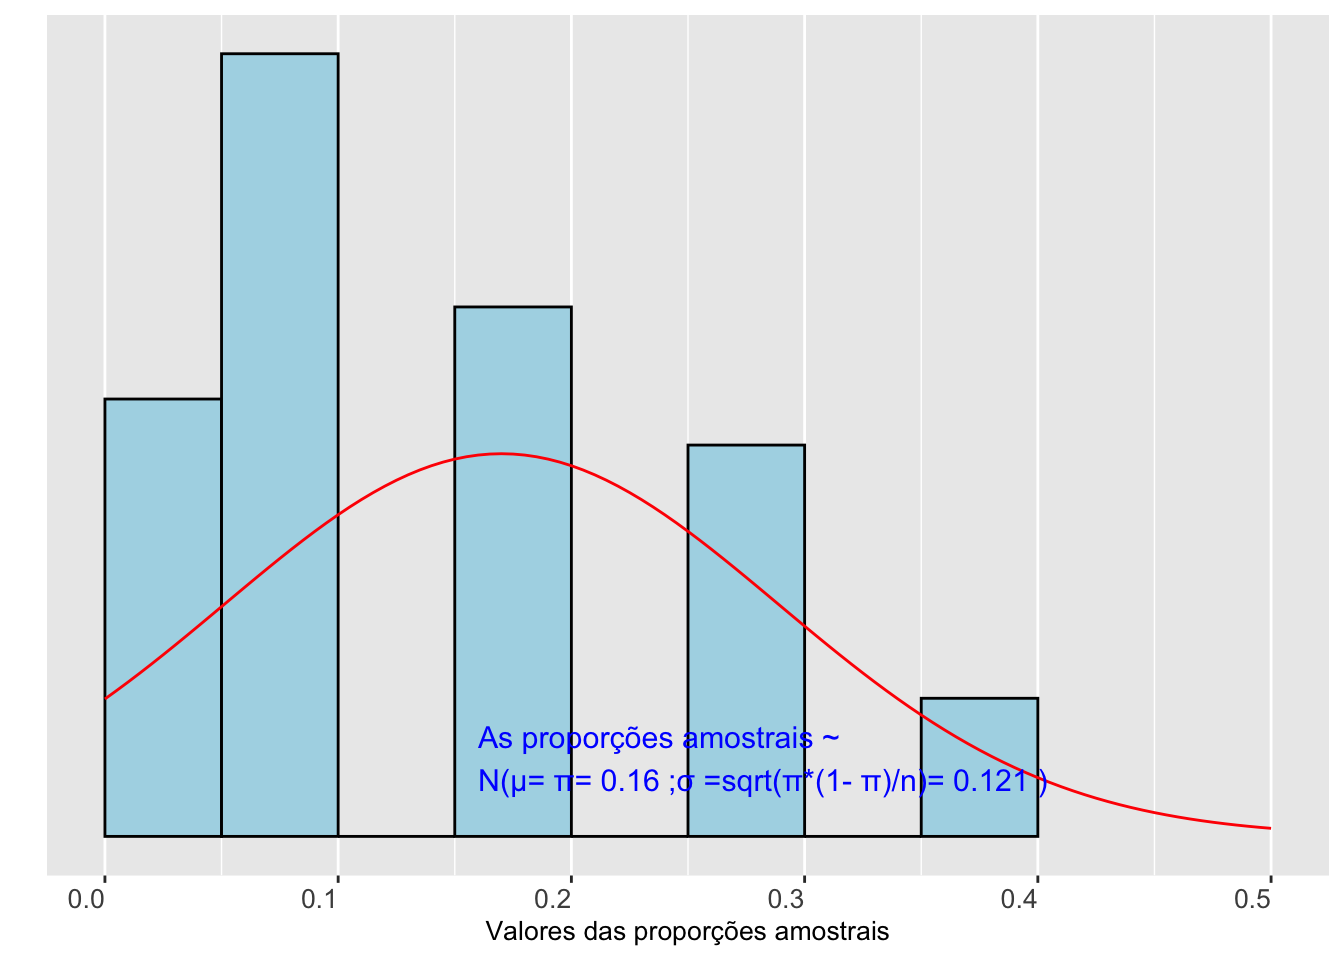 As proporções amostrais ~
N(μ= π= 0.16 ;σ =sqrt(π*(1- π)/n)= 0.121 )
0.0 0.1 0.2 0.3 0.4 0.5
Valores das proporções amostrais